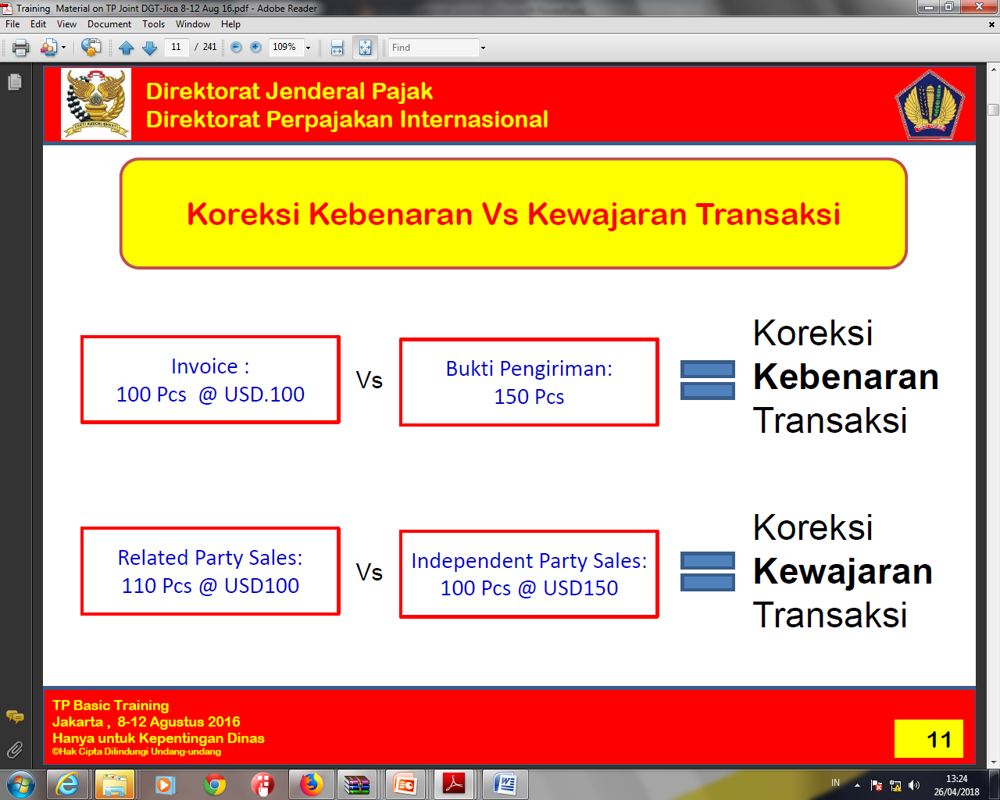 Training  Material on TP Joint DGT-Jica 8-12 Aug 16.pdf - Adobe Reader
File Edit View Document Tools Window Help
11 / 241 109% Find
Direktorat Jenderal Pajak
Direktorat Perpajakan Internasional
Koreksi Kebenaran Vs Kewajaran Transaksi
Invoice :
100 Pcs  @ USD.100
Vs
Bukti Pengiriman:
150 Pcs
Koreksi
Kebenaran
Transaksi
Related Party Sales:
110 Pcs @ USD100
Vs
Independent Party Sales:
100 Pcs @ USD150
Koreksi
Kewajaran
Transaksi
TP Basic Training
Jakarta ,  8-12 Agustus 2016
Hanya untuk Kepentingan Dinas
©Hak Cipta Dilindungi Undang-undang
11
IN
13:24
26/04/2018